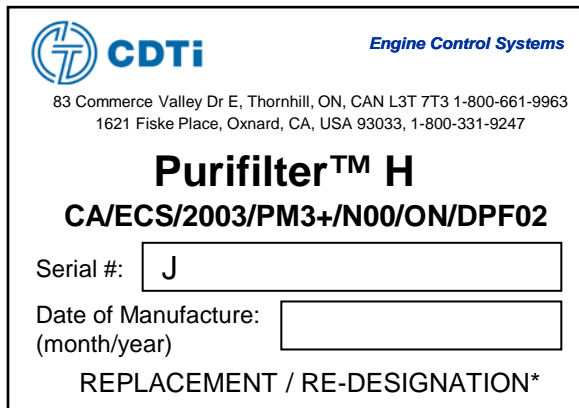 CDTi Engine Control Systems
83 Commerce Valley Dr E, Thornhill, ON, CAN L3T 7T3 1-800-661-9963
1621 Fiske Place, Oxnard, CA, USA 93033, 1-800-331-9247
Purifilter™ H
CA/ECS/2003/PM3+/N00/ON/DPF02
Serial #: J
Date of Manufacture:
(month/year)
REPLACEMENT / RE-DESIGNATION*